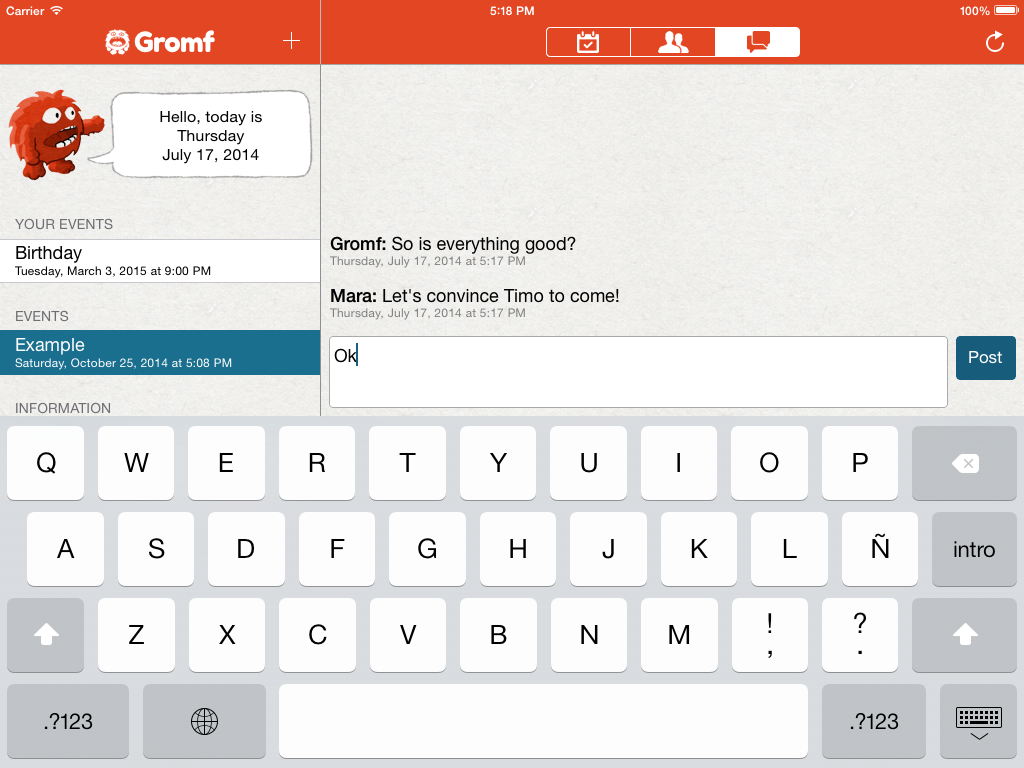 Carrier 5:18 PM 100%
Gromf
Hello, today is
Thursday
July 17, 2014
YOUR EVENTS
Birthday
Tuesday, March 3, 2015 at 9:00 PM
EVENTS
Example
Saturday, October 25, 2014 at 5:08 PM
INFORMATION
Gromf: So is everything good?
Thursday, July 17, 2014 at 5:17 PM
Mara: Let's convince Timo to come!
Thursday, July 17, 2014 at 5:17 PM
Ok
Post
Q W E R T Y U I O P
A S D F G H J K L Ñ intro
Z X C V B N M ! , ? .
.?123 .?123